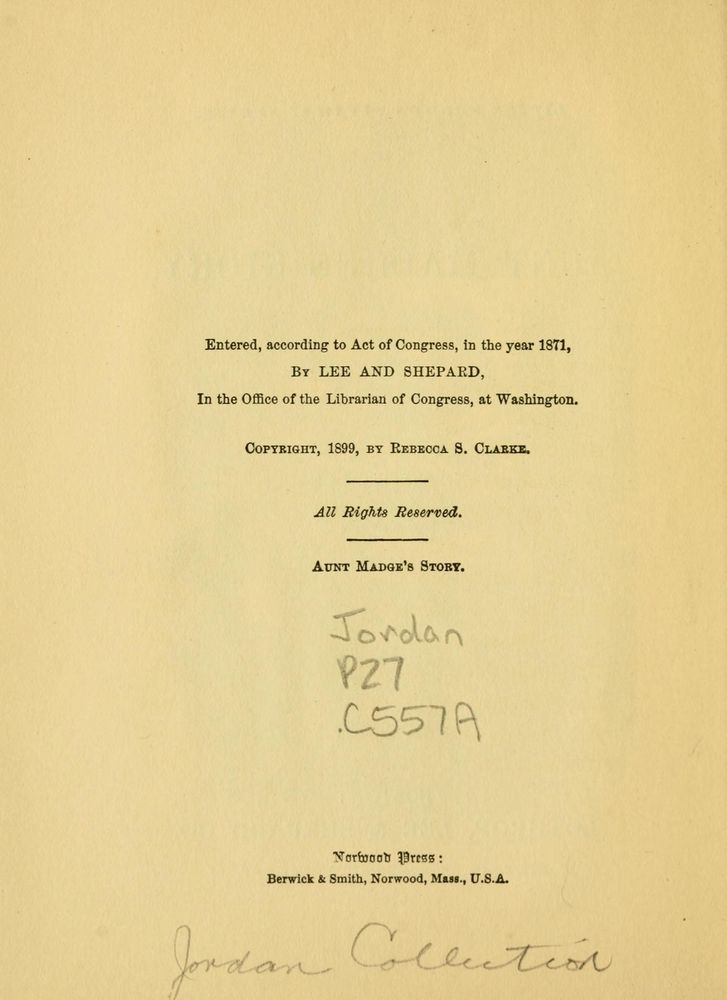 Entered, according to Act of Congress, in the year 1871,
By LEE AND SHEPARD,
In the Office of the Librarian of Congress, at Washington.
Copyright, 1899, by Rebecca S. Clarke.
All Rights Reserved.
Aunt Madge's Story.
Jordan
PZ7
.C557A
Norwood Press:
Berwick & Smith, Norwood, Mass., U.S.A.
Jordan Collection